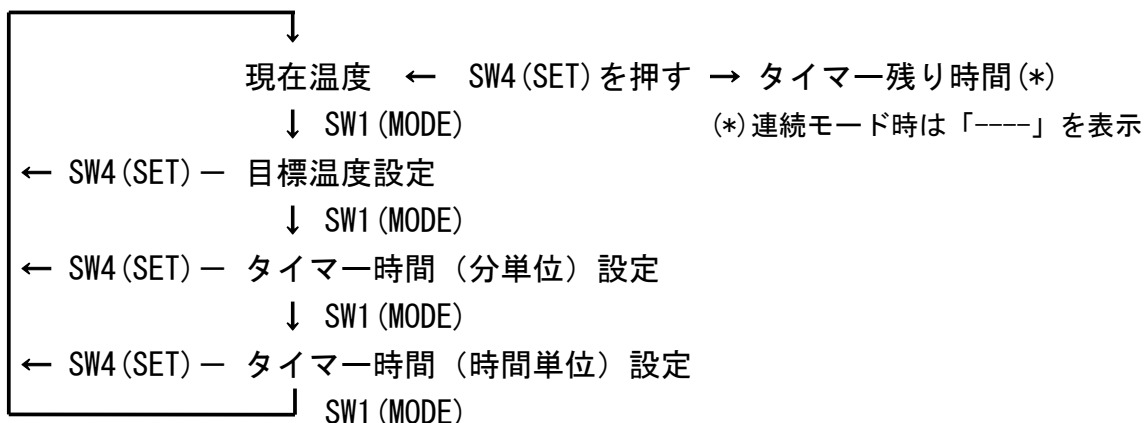 現在温度 ← SW4(SET)を押す → タイマー残り時間(*)
↓ SW1(MODE)
(*)連続モード時は「----」を表示
← SW4(SET)― 目標温度設定
↓ SW1(MODE)
← SW4(SET)― タイマー時間（分単位）設定
↓ SW1(MODE)
← SW4(SET)― タイマー時間（時間単位）設定
SW1(MODE)